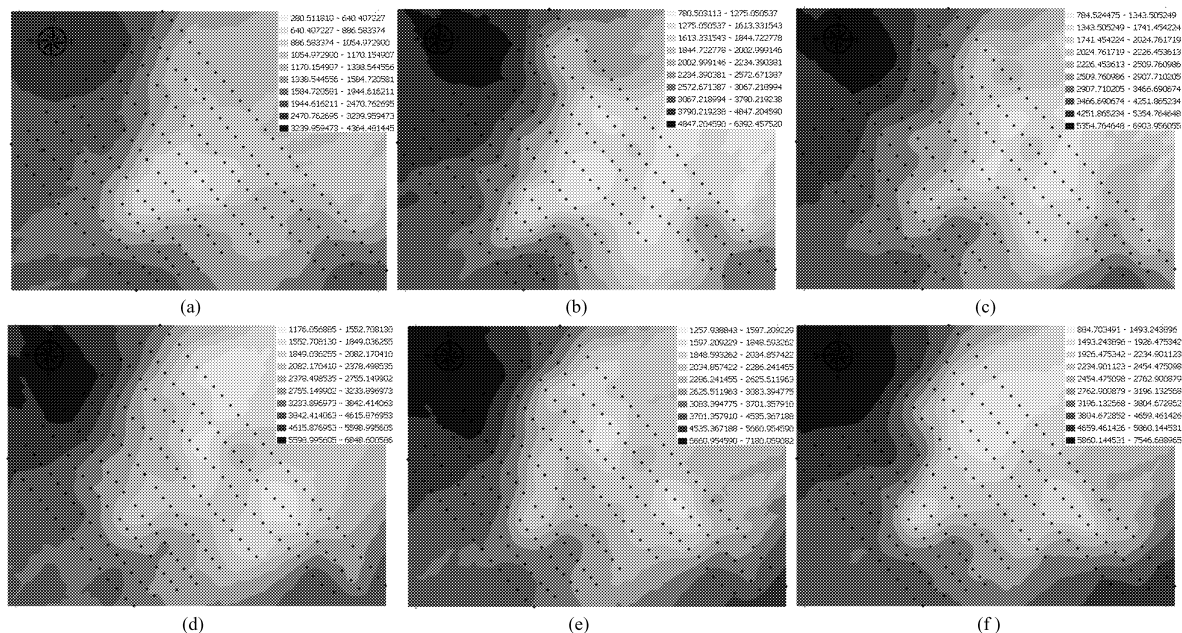 280.511810 - 640.407227
640.407227 - 886.583374
886.583374 - 1054.972900
1054.972900 - 1170.154907
1170.154907 - 1338.544556
1338.544556 - 1584.720581
1584.720581 - 1944.616211
1944.616211 - 2470.762695
2470.762695 - 3239.959473
3239.959473 - 4364.481445
(a)
780.503113 - 1275.050537
1275.050537 - 1613.331543
1613.331543 - 1844.722778
1844.722778 - 2002.999146
2002.999146 - 2234.390381
2234.390381 - 2572.671387
2572.671387 - 3067.218994
3067.218994 - 3790.219238
3790.219238 - 4847.204590
4847.204590 - 6392.457520
(b)
784.524475 - 1343.505249
1343.505249 - 1741.454224
1741.454224 - 2024.761719
2024.761719 - 2226.453613
2226.453613 - 2509.760986
2509.760986 - 2907.710205
2907.710205 - 3466.690674
3466.690674 - 4251.865234
4251.865234 - 5354.764648
5354.764648 - 6903.956055
(c)
1176.056885 - 1552.708130
1552.708130 - 1849.036255
1849.036255 - 2082.170410
2082.170410 - 2378.498535
2378.498535 - 2755.149902
2755.149902 - 3233.896973
3233.896973 - 3842.414063
3842.414063 - 4615.876953
4615.876953 - 5598.995605
5598.995605 - 6848.600586
(d)
1257.938843 - 1597.209229
1597.209229 - 1848.593262
1848.593262 - 2034.857422
2034.857422 - 2286.241455
2286.241455 - 2625.511963
2625.511963 - 3083.394775
3083.394775 - 3701.357910
3701.357910 - 4535.367188
4535.367188 - 5660.954590
5660.954590 - 7180.059082
(e)
884.703491 - 1493.243896
1493.243896 - 1926.475342
1926.475342 - 2234.901123
2234.901123 - 2454.475098
2454.475098 - 2762.900879
2762.900879 - 3196.132568
3196.132568 - 3804.672852
3804.672852 - 4659.461426
4659.461426 - 5860.144531
5860.144531 - 7546.688965
(f)